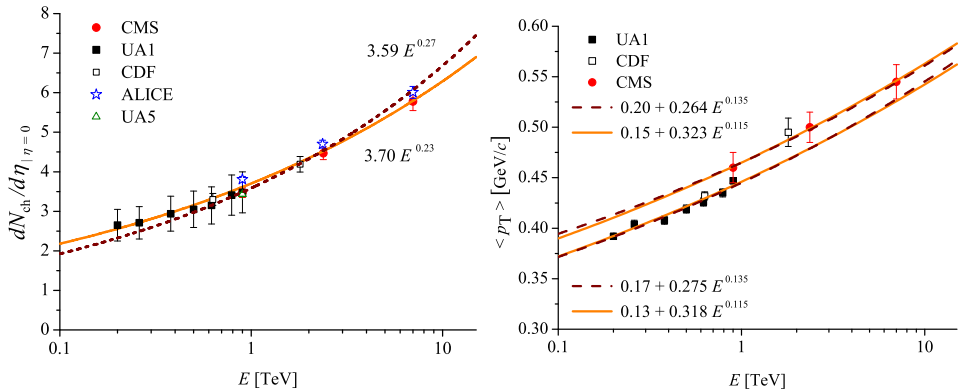 8
7
6
5
4
3
2
1
0
0.1
1
10
dN_ch/dη|η = 0
E [TeV]
CMS
UA1
CDF
ALICE
UA5
3.59 E^0.27
3.70 E^0.23
0.60
0.55
0.50
0.45
0.40
0.35
0.30
0.1
1
10
< p_T > [GeV/c]
E [TeV]
UA1
CDF
CMS
0.20 + 0.264 E^0.135
0.15 + 0.323 E^0.115
0.17 + 0.275 E^0.135
0.13 + 0.318 E^0.115